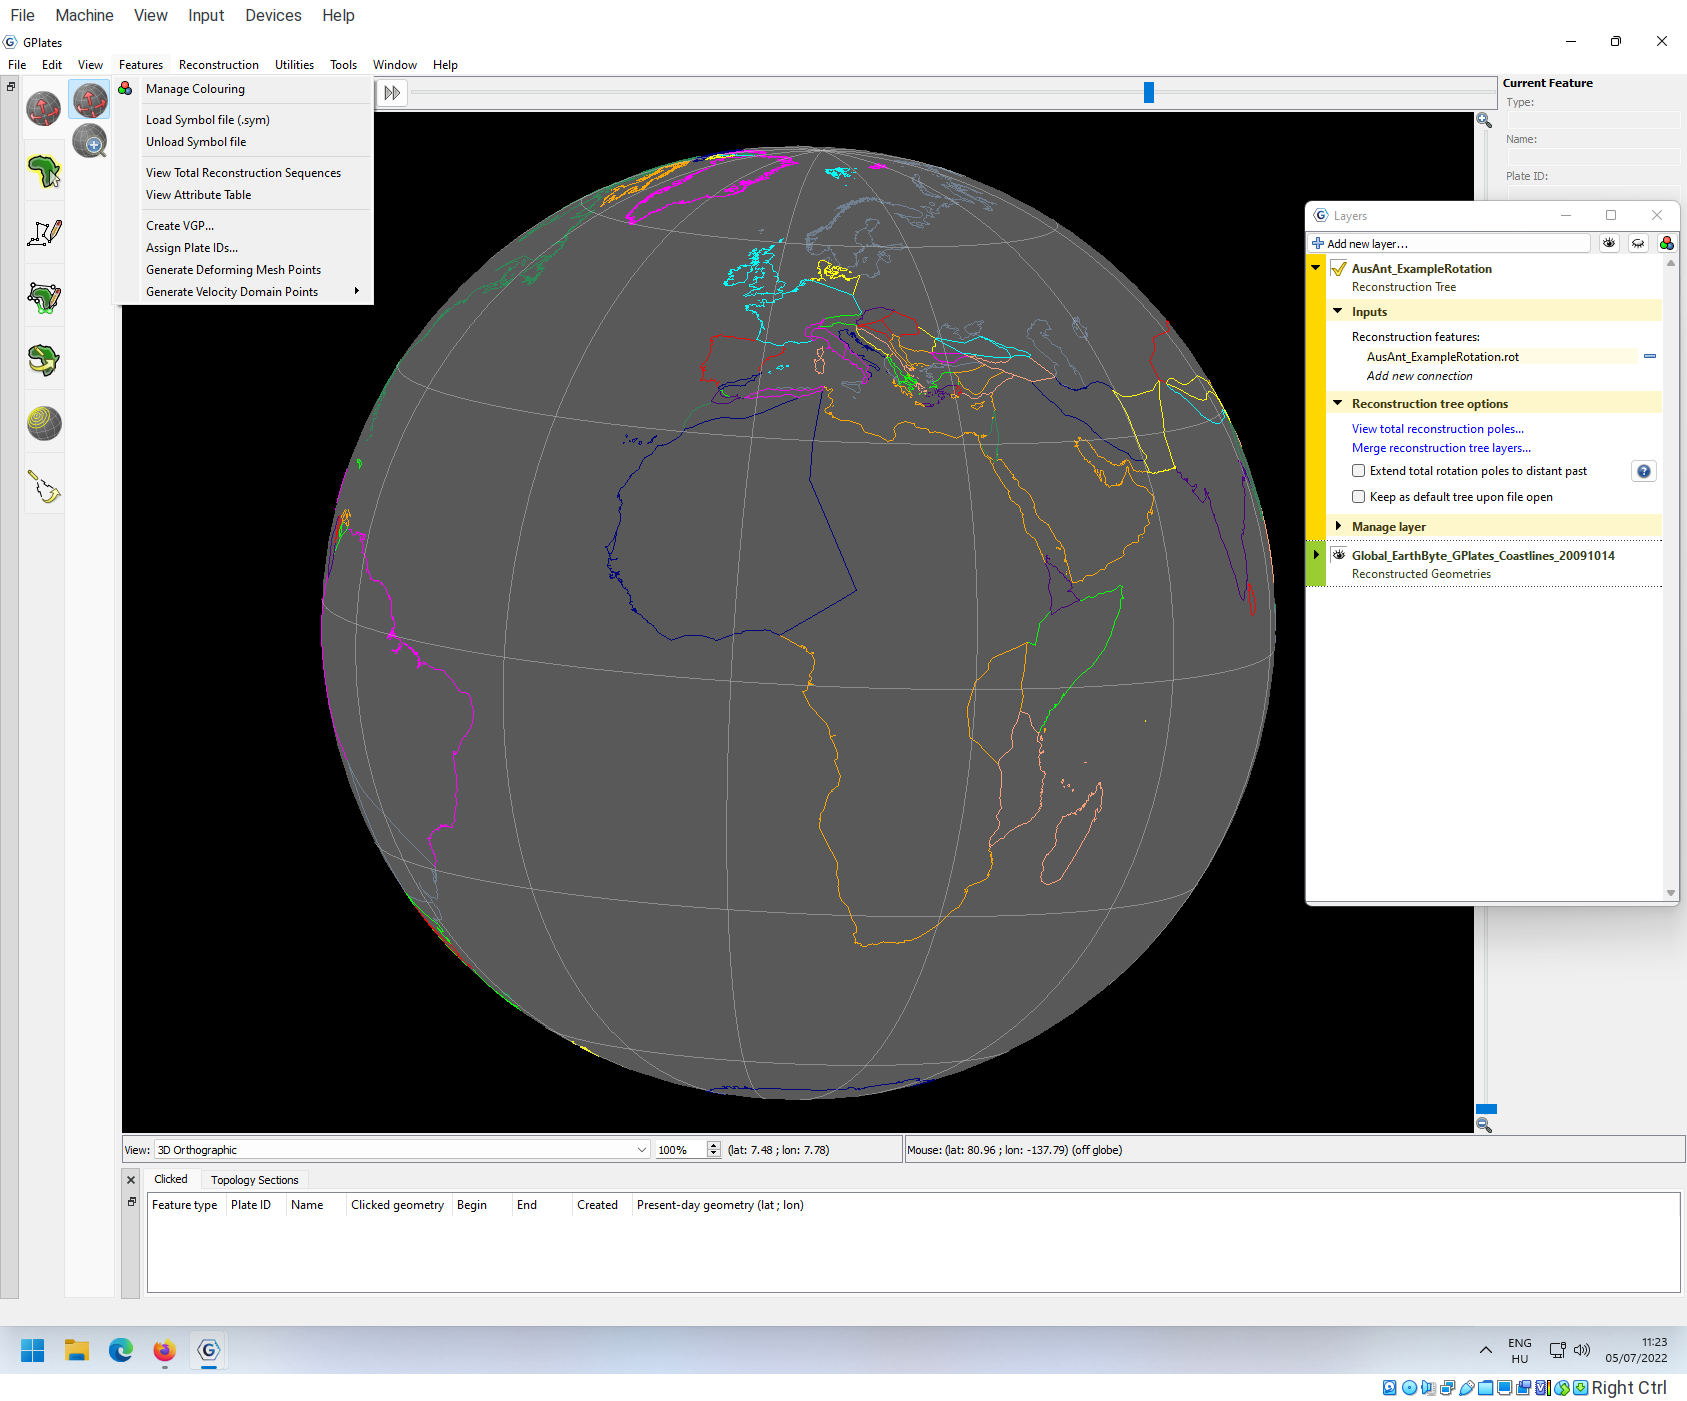 File Machine View Input Devices Help
GPlates
File Edit View Features Reconstruction Utilities Tools Window Help
Manage Colouring
Load Symbol file (.sym)
Unload Symbol file
View Total Reconstruction Sequences
View Attribute Table
Create VGP...
Assign Plate IDs...
Generate Deforming Mesh Points
Generate Velocity Domain Points
Current Feature
Type:
Name:
Plate ID:
Layers
Add new layer...
AusAnt_ExampleRotation
Reconstruction Tree
Inputs
Reconstruction features:
AusAnt_ExampleRotation.rot
Add new connection
Reconstruction tree options
View total reconstruction poles...
Merge reconstruction tree layers...
Extend total rotation poles to distant past
Keep as default tree upon file open
Manage layer
Global_EarthByte_GPlates_Coastlines_20091014
Reconstructed Geometries
View: 3D Orthographic 100% (lat: 7.48 ; lon: 7.78) Mouse: (lat: 80.96 ; lon: -137.79) (off globe)
Clicked Topology Sections
Feature type Plate ID Name Clicked geometry Begin End Created Present-day geometry (lat ; lon)
ENG 11:23
HU 05/07/2022
Right Ctrl